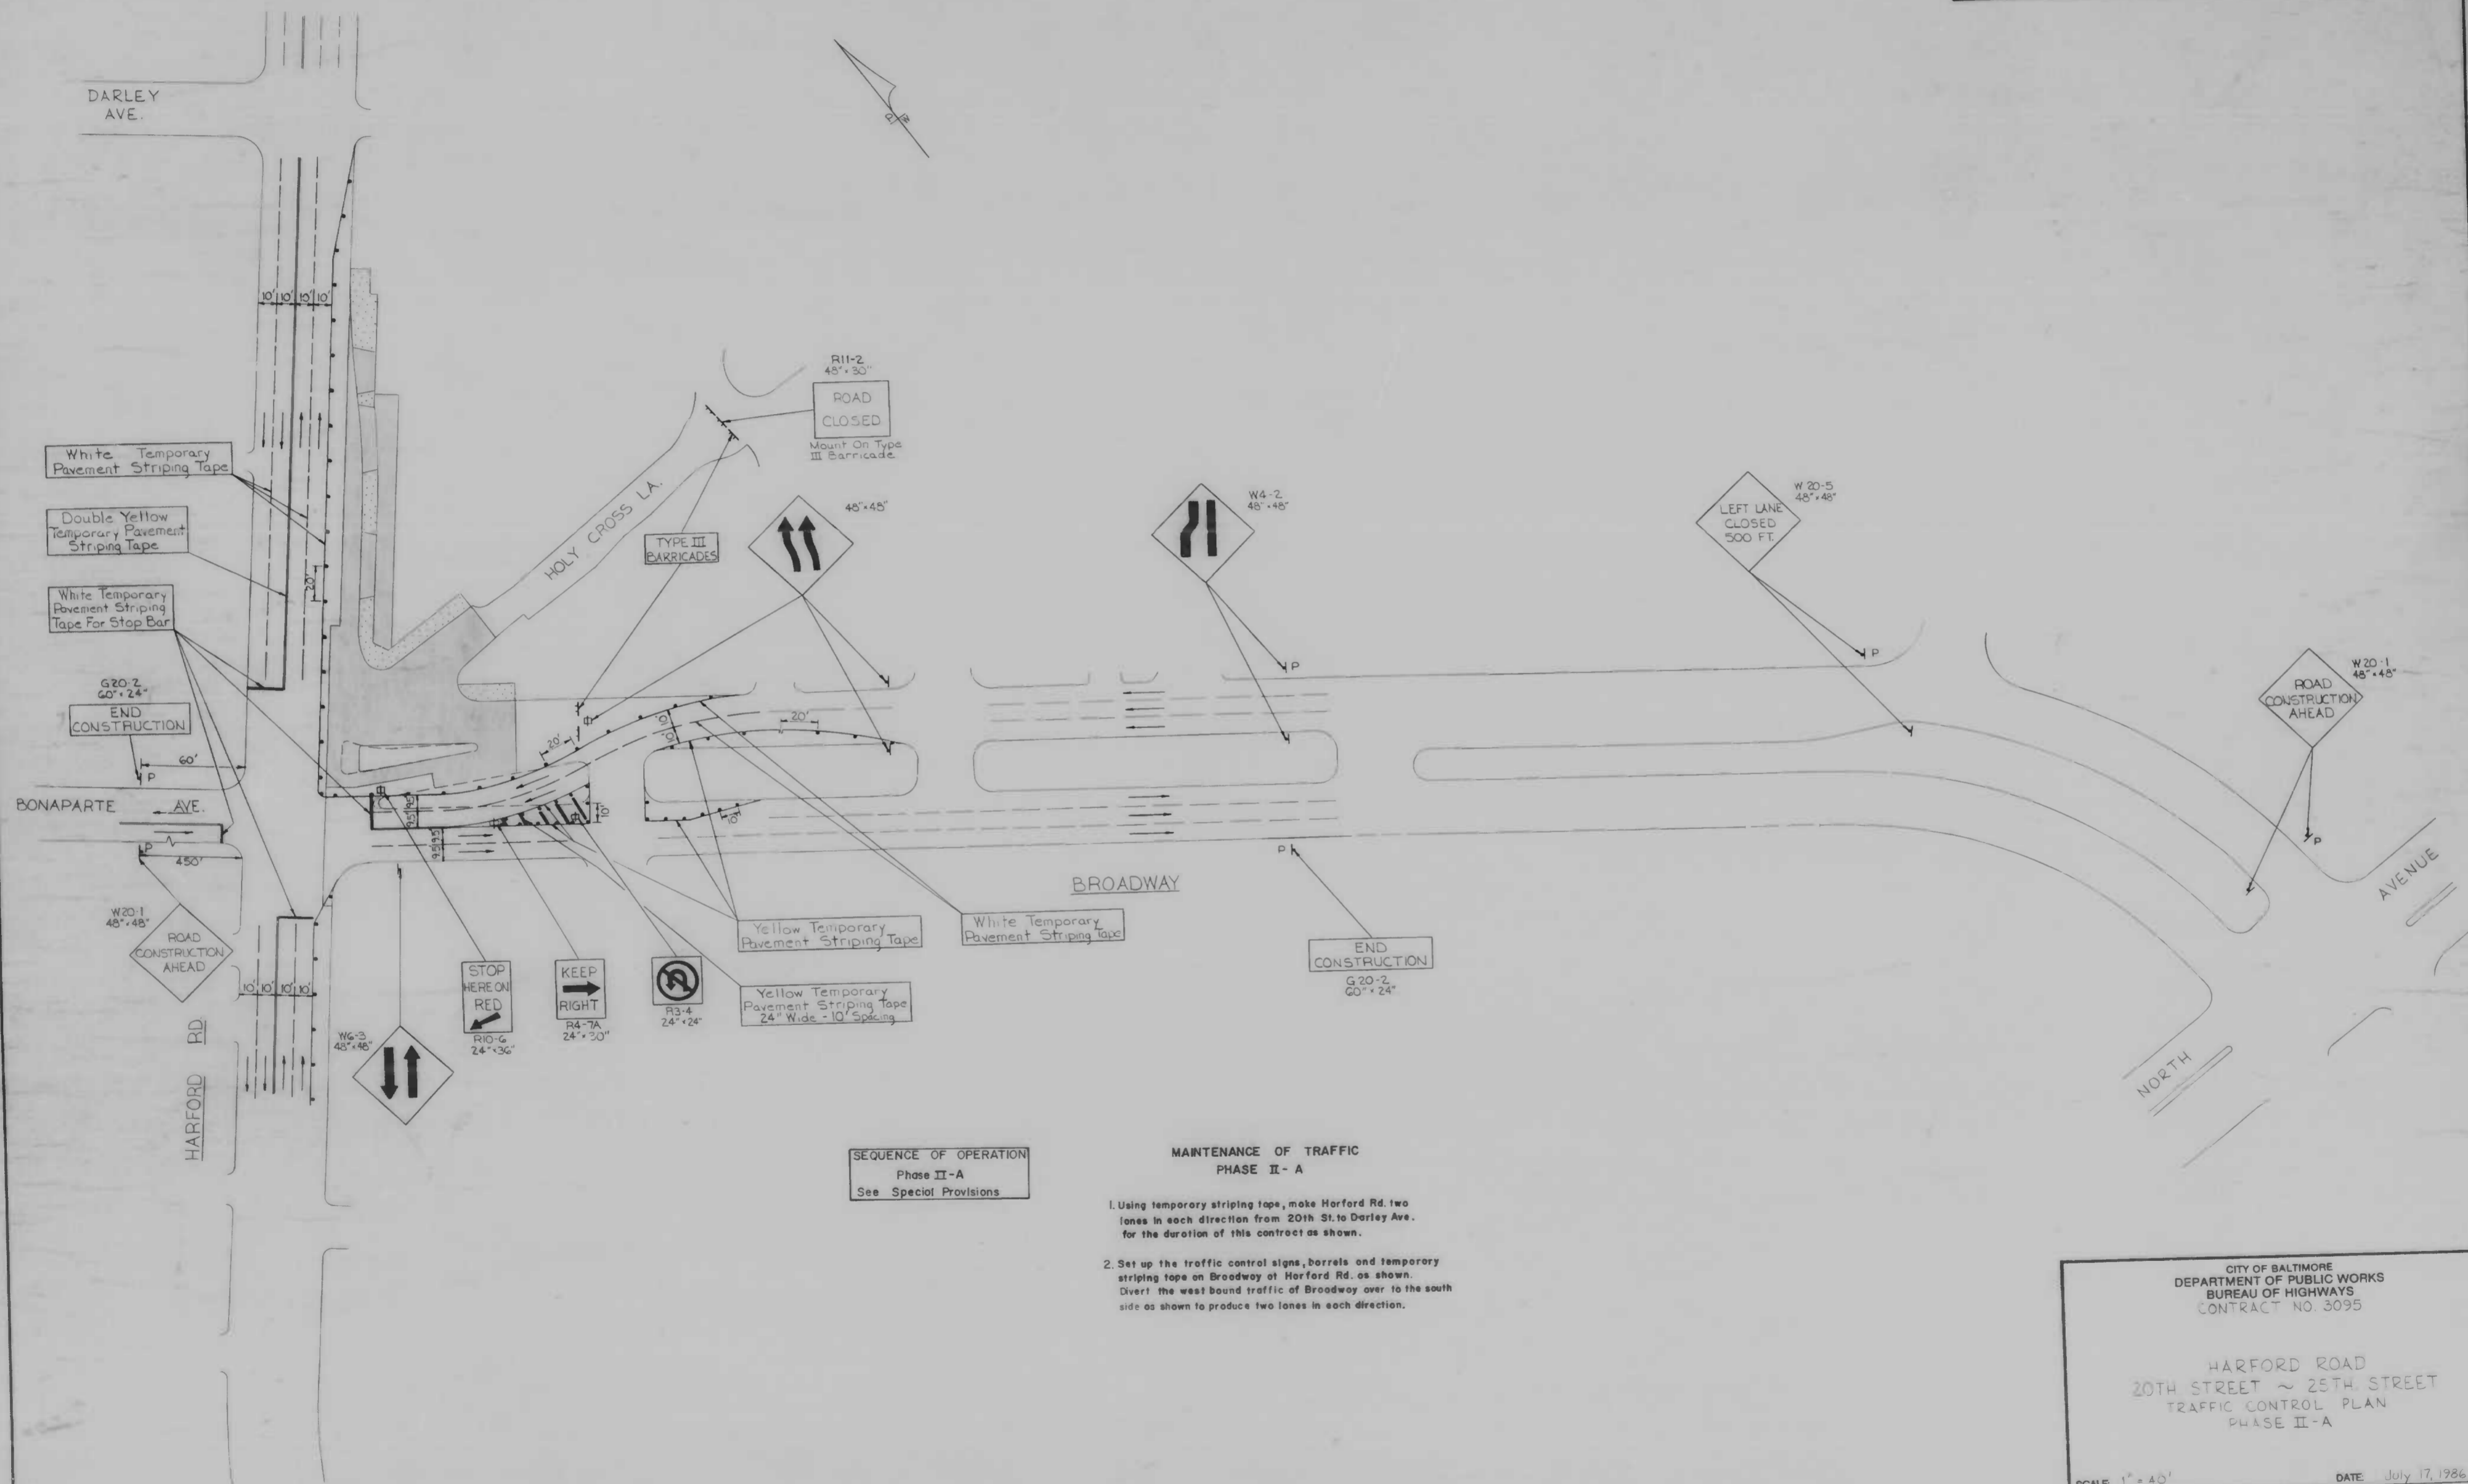 DARLEY
AVE.
10' 10' 10' 10'
R11-2
48" × 30"
ROAD
CLOSED
Mount On Type
III Barricade
White Temporary
Pavement Striping Tape
Double Yellow
Temporary Pavement
Striping Tape
White Temporary
Pavement Striping
Tape For Stop Bar
20'
HOLY CROSS LA.
TYPE III
BARRICADES
48" × 48"
W4-2
48" × 48"
LEFT LANE
CLOSED
500 FT.
W 20-5
48" × 48"
ROAD
CONSTRUCTION
AHEAD
W 20-1
48" × 48"
G20-2
60" × 24"
END
CONSTRUCTION
60'
P
BONAPARTE AVE.
P
450'
W20-1
48" × 48"
ROAD
CONSTRUCTION
AHEAD
20'
10' 10'
20'
9.5' 9.5'
9.5' 9.5'
10'
10'
P
P
P
P
BROADWAY
AVENUE
NORTH
Yellow Temporary
Pavement Striping Tape
White Temporary
Pavement Striping Tape
Yellow Temporary
Pavement Striping Tape
24" Wide - 10' Spacing
END
CONSTRUCTION
G 20-2
60" × 24"
STOP
HERE ON
RED
R10-6
24" × 36"
KEEP
RIGHT
R4-7A
24" × 30"
R3-4
24" × 24"
W6-3
48" × 48"
10' 10' 10' 10'
HARFORD RD
SEQUENCE OF OPERATION
Phase II-A
See Special Provisions
MAINTENANCE OF TRAFFIC
PHASE II - A
1. Using temporary striping tape, make Harford Rd. two
lanes in each direction from 20th St. to Darley Ave.
for the duration of this contract as shown.
2. Set up the traffic control signs, barrels and temporary
striping tape on Broadway at Harford Rd. as shown.
Divert the west bound traffic of Broadway over to the south
side as shown to produce two lanes in each direction.
CITY OF BALTIMORE
DEPARTMENT OF PUBLIC WORKS
BUREAU OF HIGHWAYS
CONTRACT NO. 3095
HARFORD ROAD
20TH STREET ~ 25TH STREET
TRAFFIC CONTROL PLAN
PHASE II-A
SCALE 1" = 40'
DATE July 17, 1986